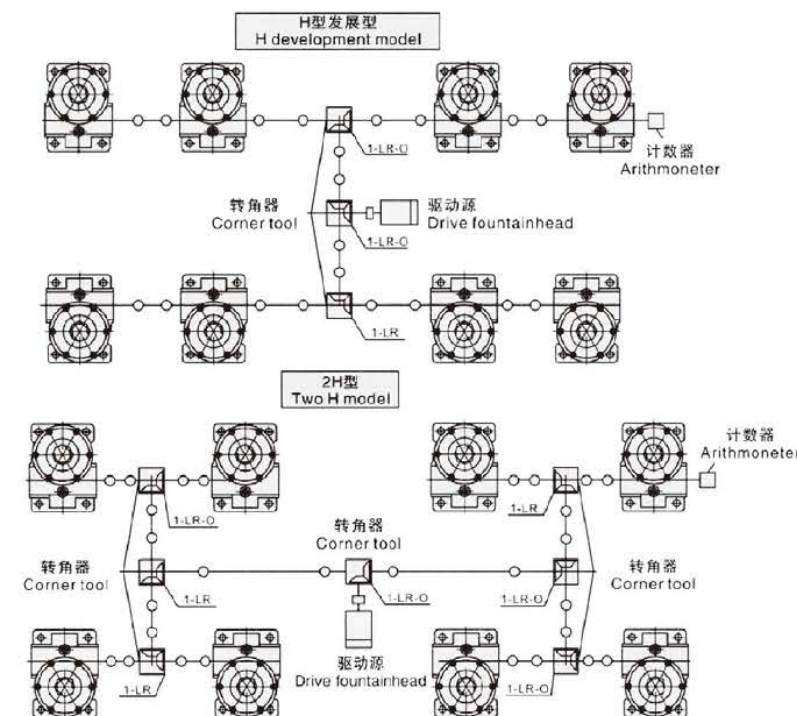 H型发展型
H development model
1-LR-O
计数器
Arithmometer
转角器
Corner tool
驱动源
Drive fountainhead
1-LR-O
1-LR
2H型
Two H model
计数器
Arithmometer
1-LR-O
1-LR
转角器
Corner tool
转角器
Corner tool
转角器
Corner tool
1-LR
1-LR-O
1-LR-O
驱动源
Drive fountainhead
1-LR
1-LR-O